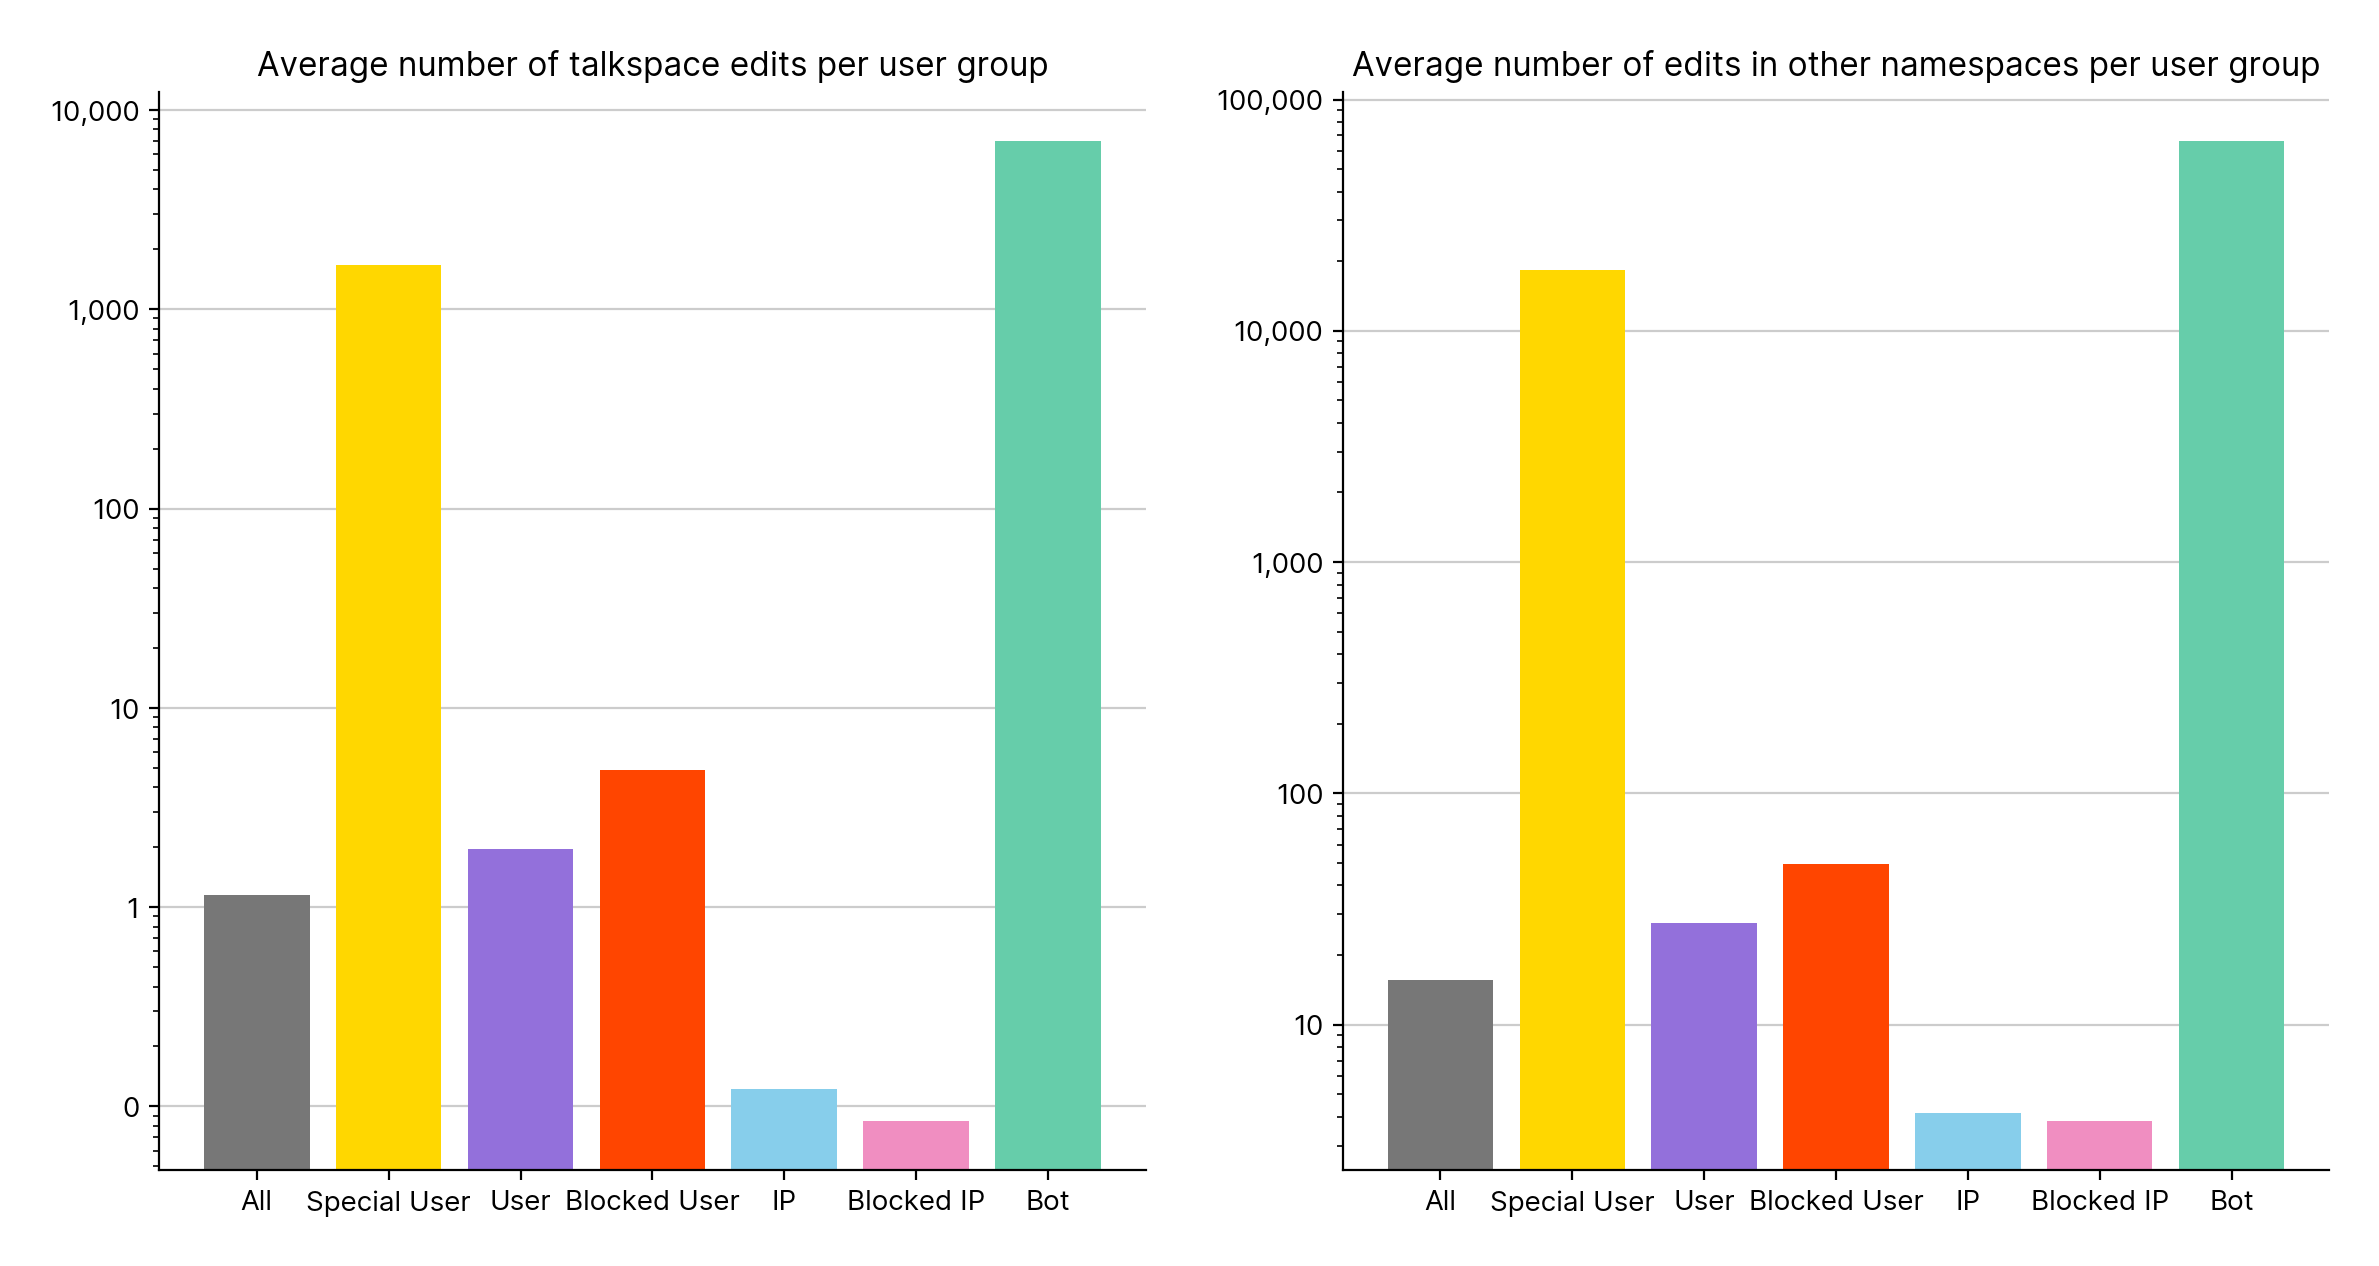 Average number of talkspace edits per user group
10,000
1,000
100
10
1
0
All Special User User Blocked User IP Blocked IP Bot
Average number of edits in other namespaces per user group
100,000
10,000
1,000
100
10
All Special User User Blocked User IP Blocked IP Bot